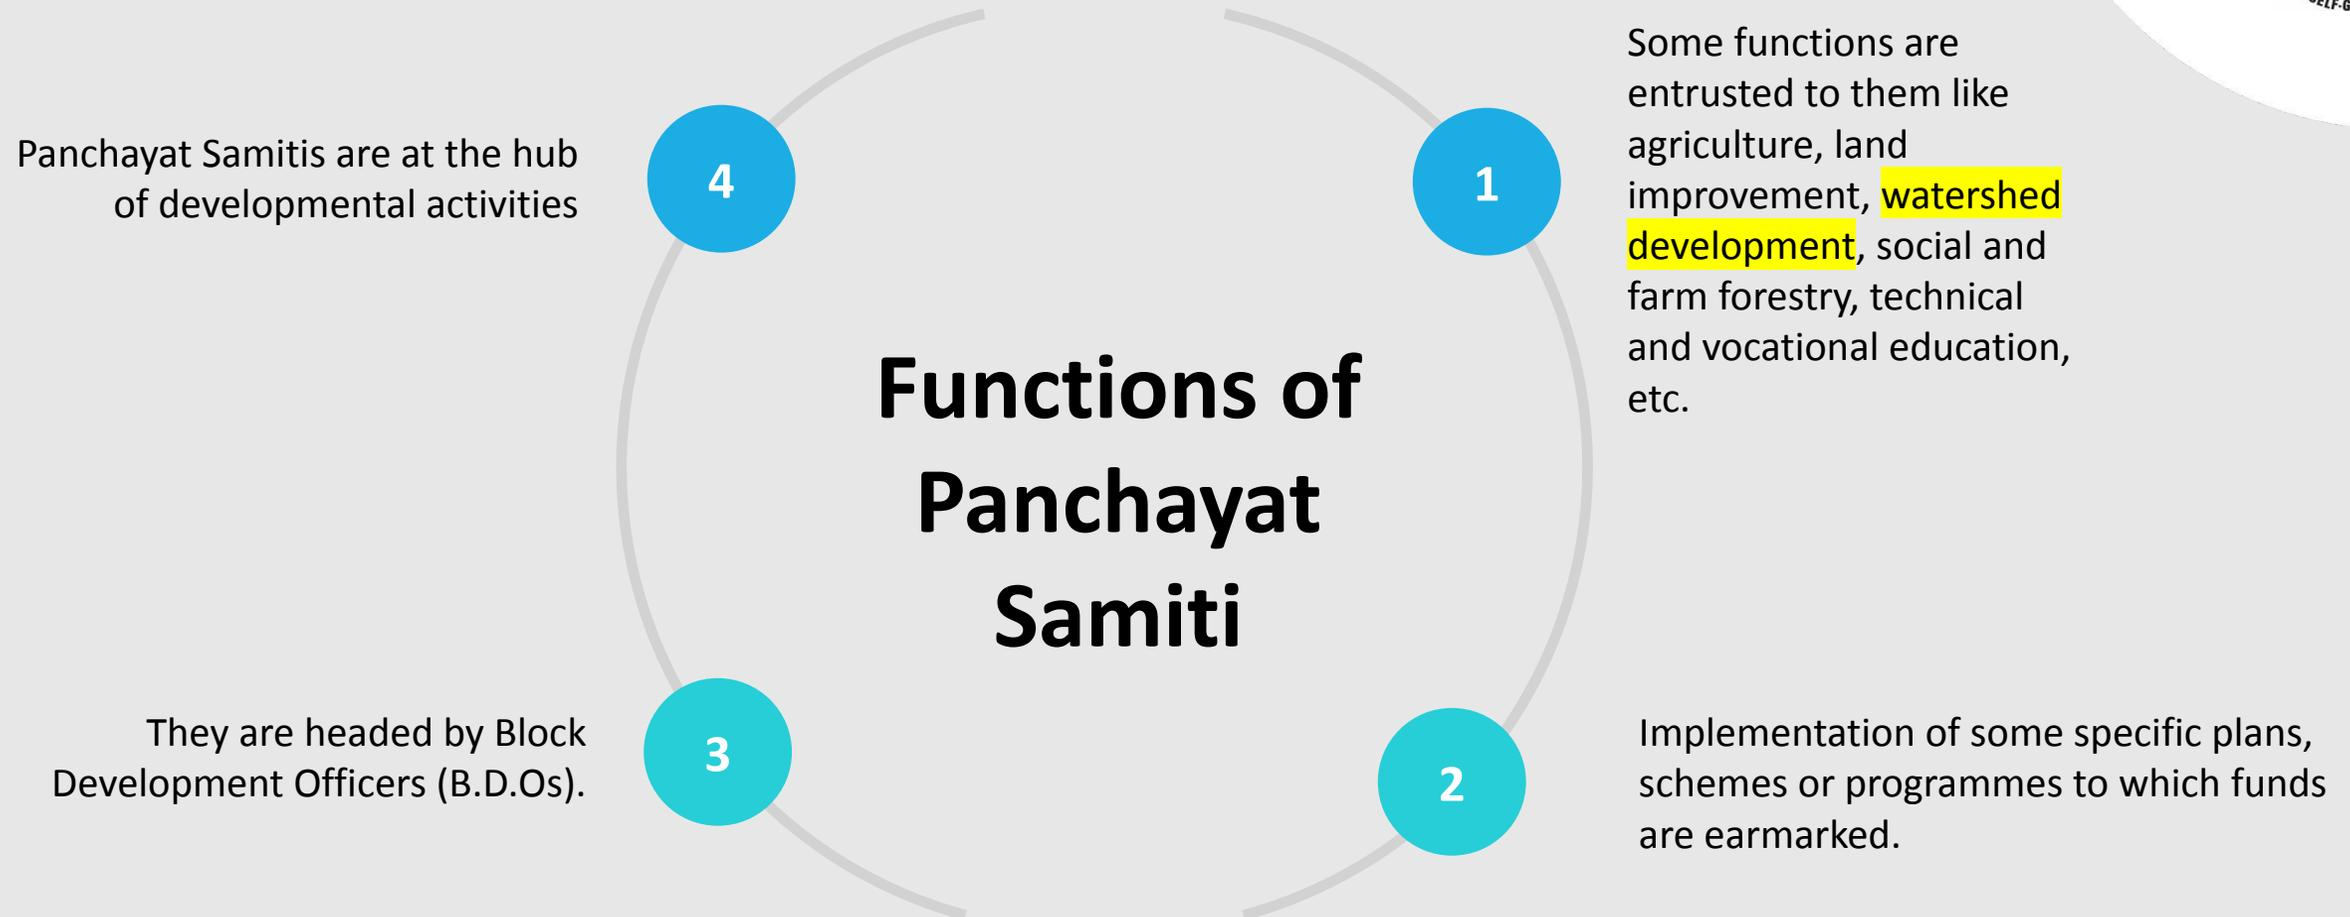 Functions of
Panchayat
Samiti
1
Some functions are
entrusted to them like
agriculture, land
improvement, watershed
development, social and
farm forestry, technical
and vocational education,
etc.
2
Implementation of some specific plans,
schemes or programmes to which funds
are earmarked.
3
They are headed by Block
Development Officers (B.D.Os).
4
Panchayat Samitis are at the hub
of developmental activities